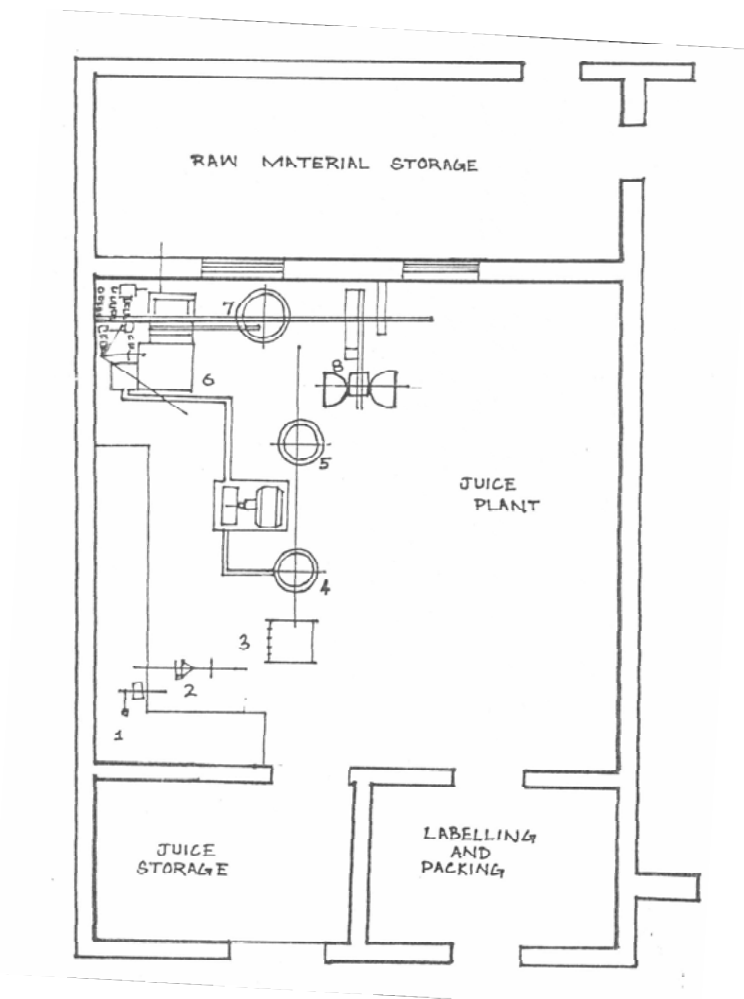 RAW MATERIAL STORAGE
7
8
6
5
JUICE
PLANT
4
3
2
1
JUICE
STORAGE
LABELLING
AND
PACKING